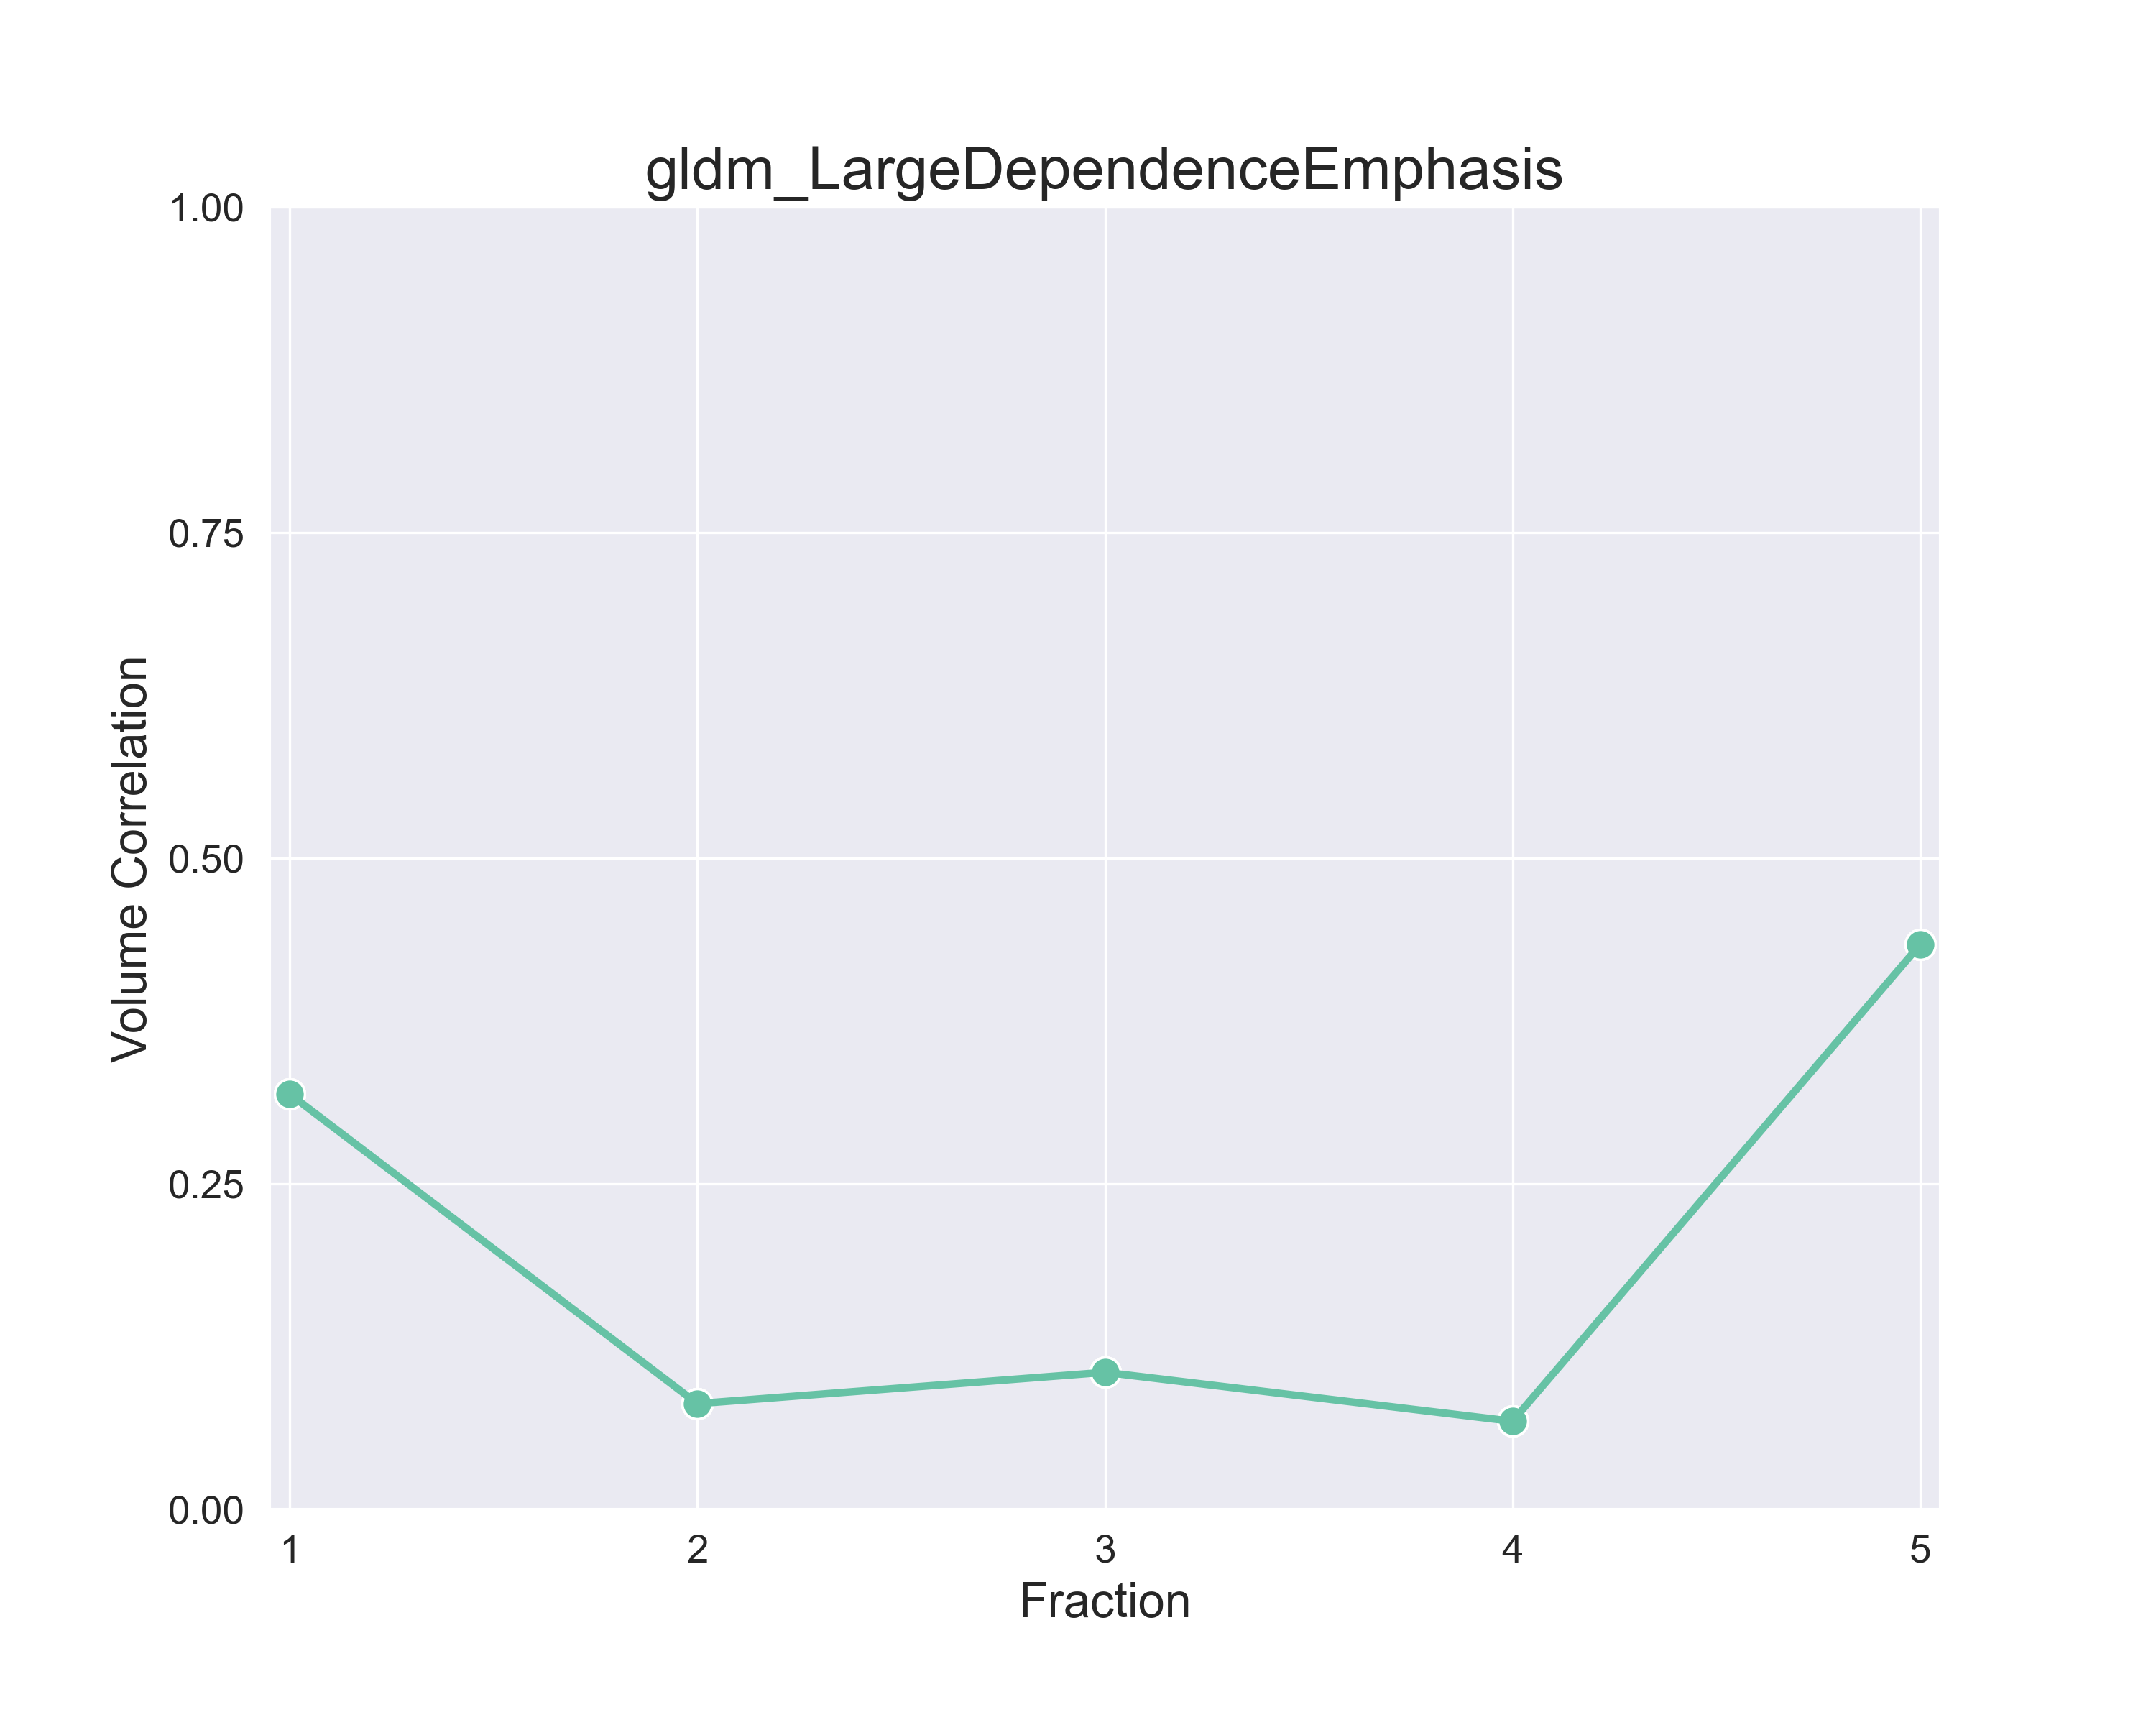 gldm_LargeDependenceEmphasis
1.00
0.75
0.50
0.25
0.00
Volume Correlation
1 2 3 4 5
Fraction